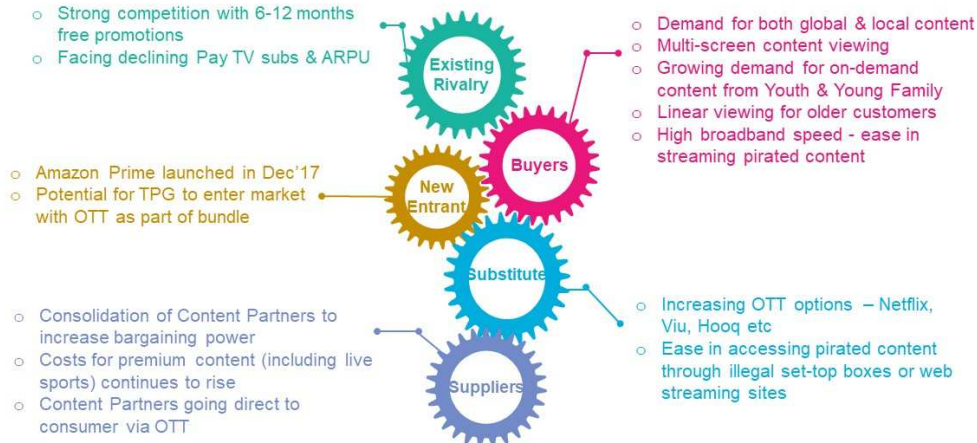 o Strong competition with 6-12 months
free promotions
o Facing declining Pay TV subs & ARPU
Existing
Rivalry
o Demand for both global & local content
o Multi-screen content viewing
o Growing demand for on-demand
content from Youth & Young Family
o Linear viewing for older customers
o High broadband speed - ease in
streaming pirated content
Buyers
o Amazon Prime launched in Dec'17
o Potential for TPG to enter market
with OTT as part of bundle
New
Entrant
Substitute
o Increasing OTT options – Netflix,
Viu, Hooq etc
o Ease in accessing pirated content
through illegal set-top boxes or web
streaming sites
o Consolidation of Content Partners to
increase bargaining power
o Costs for premium content (including live
sports) continues to rise
o Content Partners going direct to
consumer via OTT
Suppliers